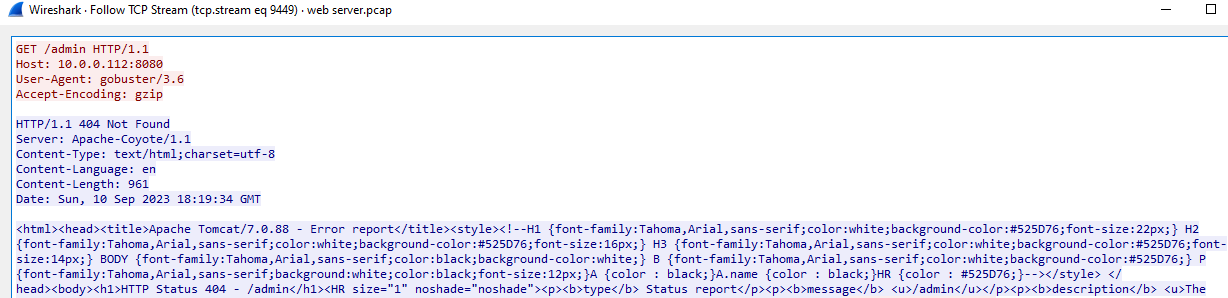 Wireshark · Follow TCP Stream (tcp.stream eq 9449) · web server.pcap
GET /admin HTTP/1.1
Host: 10.0.0.112:8080
User-Agent: gobuster/3.6
Accept-Encoding: gzip
HTTP/1.1 404 Not Found
Server: Apache-Coyote/1.1
Content-Type: text/html;charset=utf-8
Content-Language: en
Content-Length: 961
Date: Sun, 10 Sep 2023 18:19:34 GMT
<html><head><title>Apache Tomcat/7.0.88 - Error report</title><style><!--H1 {font-family:Tahoma,Arial,sans-serif;color:white;background-color:#525D76;font-size:22px;} H2
{font-family:Tahoma,Arial,sans-serif;color:white;background-color:#525D76;font-size:16px;} H3 {font-family:Tahoma,Arial,sans-serif;color:white;background-color:#525D76;font-
size:14px;} BODY {font-family:Tahoma,Arial,sans-serif;color:black;background-color:white;} B {font-family:Tahoma,Arial,sans-serif;color:white;background-color:#525D76;} P
{font-family:Tahoma,Arial,sans-serif;background:white;color:black;font-size:12px;}A {color : black;}A.name {color : black;}HR {color : #525D76;}--></style> </
head><body><h1>HTTP Status 404 - /admin</h1><HR size="1" noshade="noshade"><p><b>type</b> Status report</p><p><b>message</b> <u>/admin</u></p><p><b>description</b> <u>The